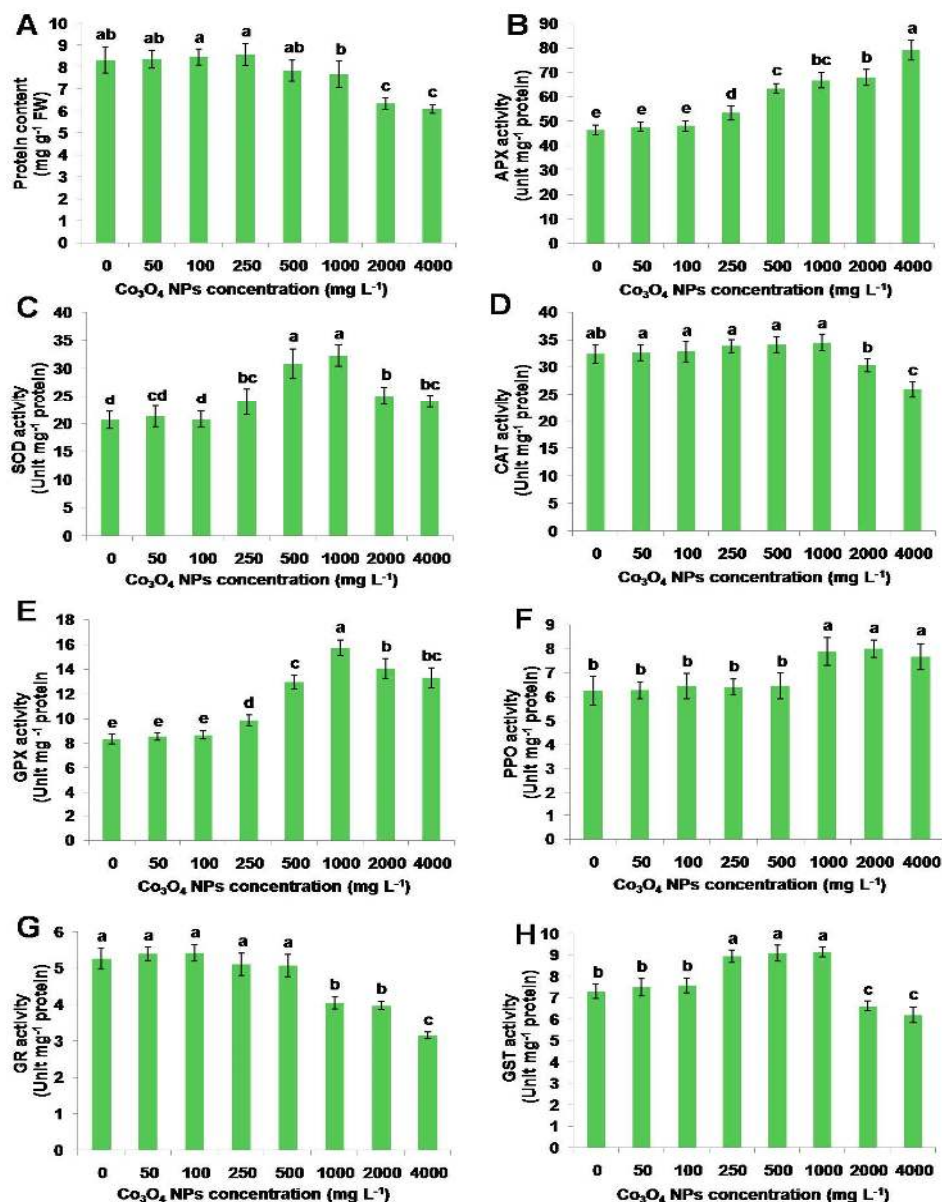 A
Protein content
(mg g⁻¹ FW)
10
9
8
7
6
5
4
3
2
1
0
ab ab a a ab b c c
0 50 100 250 500 1000 2000 4000
Co₃O₄ NPs concentration (mg L⁻¹)
B
APX activity
(unit mg⁻¹ protein)
90
80
70
60
50
40
30
20
10
0
e e e d c bc b a
0 50 100 250 500 1000 2000 4000
Co₃O₄ NPs concentration (mg L⁻¹)
C
SOD activity
(Unit mg⁻¹ protein)
40
35
30
25
20
15
10
5
0
d cd d bc a a b bc
0 50 100 250 500 1000 2000 4000
Co₃O₄ NPs concentration (mg L⁻¹)
D
CAT activity
(Unit mg⁻¹ protein)
40
35
30
25
20
15
10
5
0
ab a a a a a b c
0 50 100 250 500 1000 2000 4000
Co₃O₄ NPs concentration (mg L⁻¹)
E
GPX activity
(Unit mg⁻¹ protein
18
16
14
12
10
8
6
4
2
0
e e e d c a b bc
0 50 100 250 500 1000 2000 4000
Co₃O₄ NPs concentration (mg L⁻¹)
F
PPO activity
(Unit mg⁻¹ protein)
9
8
7
6
5
4
3
2
1
0
b b b b b a a a
0 50 100 250 500 1000 2000 4000
Co₃O₄ NPs concentration (mg L⁻¹)
G
GR activity
(Unit mg⁻¹ protein)
6
5
4
3
2
1
0
a a a a a b b c
0 50 100 250 500 1000 2000 4000
Co₃O₄ NPs concentration (mg L⁻¹)
H
GST activity
(Unit mg⁻¹ protein)
10
9
8
7
6
5
4
3
2
1
0
b b b a a a c c
0 50 100 250 500 1000 2000 4000
Co₃O₄ NPs concentration (mg L⁻¹)